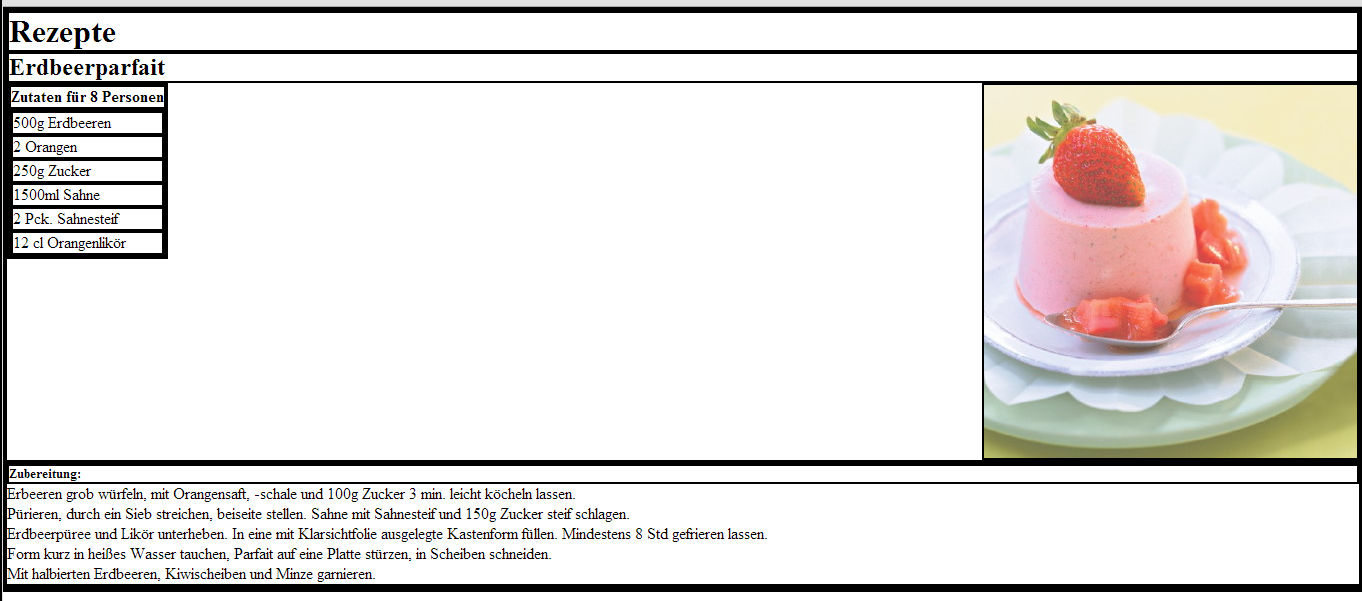 Rezepte
Erdbeerparfait
Zutaten für 8 Personen
500g Erdbeeren
2 Orangen
250g Zucker
1500ml Sahne
2 Pck. Sahnesteif
12 cl Orangenlikör
Zubereitung:
Erbeeren grob würfeln, mit Orangensaft, -schale und 100g Zucker 3 min. leicht köcheln lassen.
Pürieren, durch ein Sieb streichen, beiseite stellen. Sahne mit Sahnesteif und 150g Zucker steif schlagen.
Erdbeerpüree und Likör unterheben. In eine mit Klarsichtfolie ausgelegte Kastenform füllen. Mindestens 8 Std gefrieren lassen.
Form kurz in heißes Wasser tauchen, Parfait auf eine Platte stürzen, in Scheiben schneiden.
Mit halbierten Erdbeeren, Kiwischeiben und Minze garnieren.